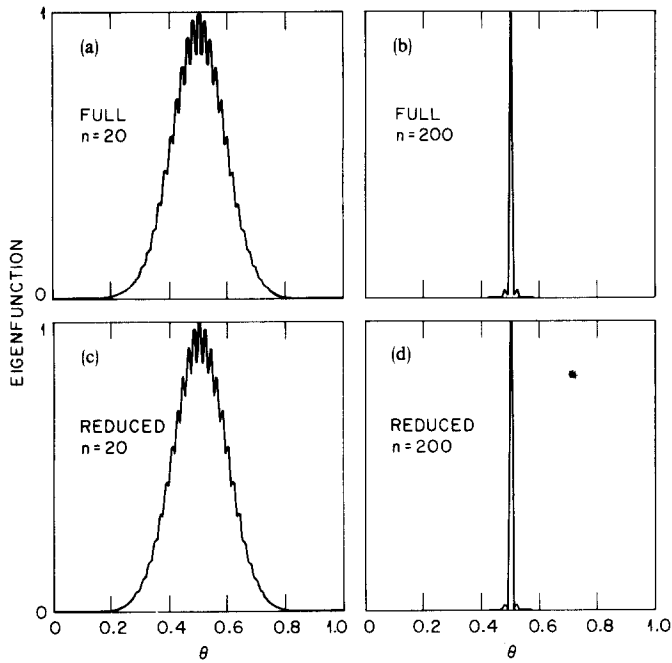 1
(a)
FULL
n=20
(b)
FULL
n=200
0
EIGENFUNCTION
1
(c)
REDUCED
n=20
(d)
REDUCED
n=200
0
0 0.2 0.4 0.6 0.8 1.0
0 0.2 0.4 0.6 0.8 1.0
θ
θ